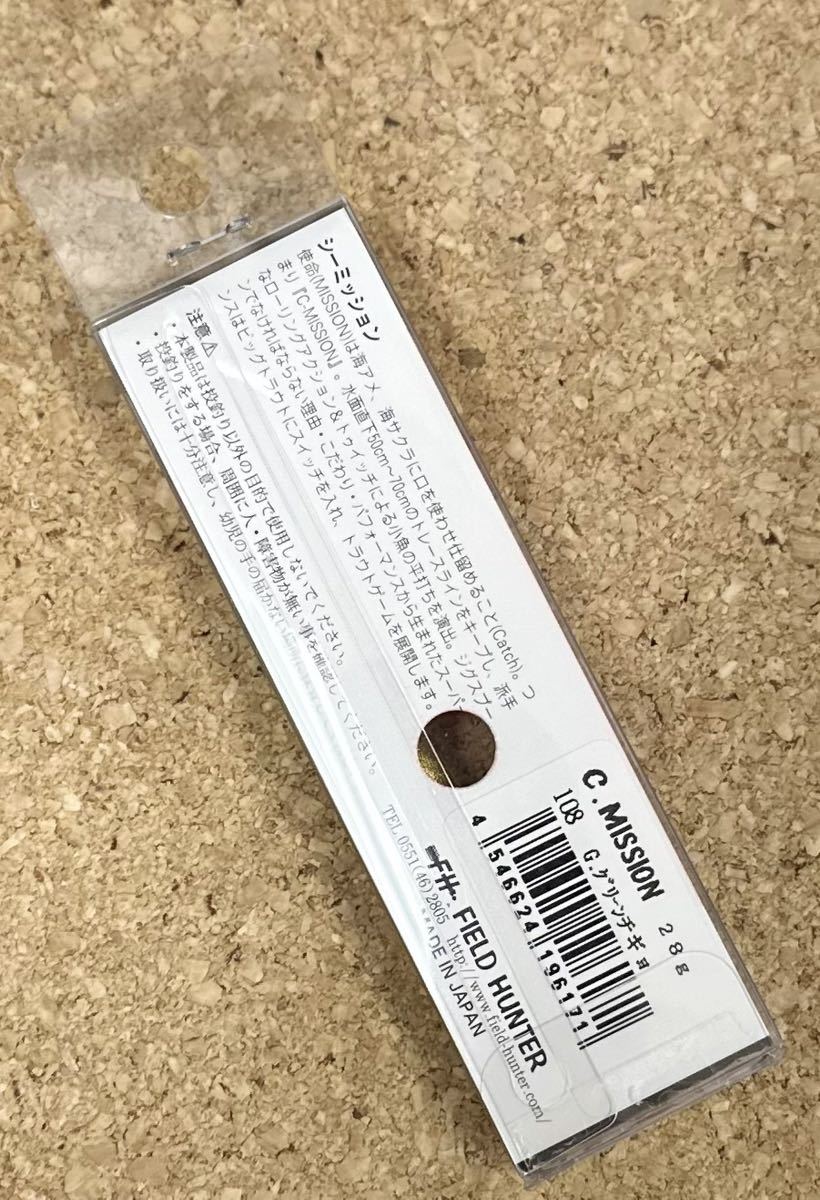 シーミッション
使命(MISSION)は海アメ、海サクラに口を使わせ仕留めること(Catch)。つ
まり『C-MISSION』。水面直下50cm～70cmのトレースラインをキープし、派手
なローリングアクション＆トゥイッチによる小魚の平打ちを演出。ジグスプー
ンでなければならない理由・こだわり・パフォーマンスから生まれたスーパー
ンスはビッグトラウトにスイッチを入れ、トラウトゲームを展開します。
注意⚠
・本製品は投釣り以外の目的で使用しないでください。
・投釣りをする場合、周囲に人・障害物が無い事を確認してください。
・取り扱いには十分注意し、幼児の手の届かない
C.MISSION 28g
108 G.グリーンチギョ
4 546624 196171
FH. FIELD HUNTER
TEL.0551(46)2805 http://www.field-hunter.com/
MADE IN JAPAN